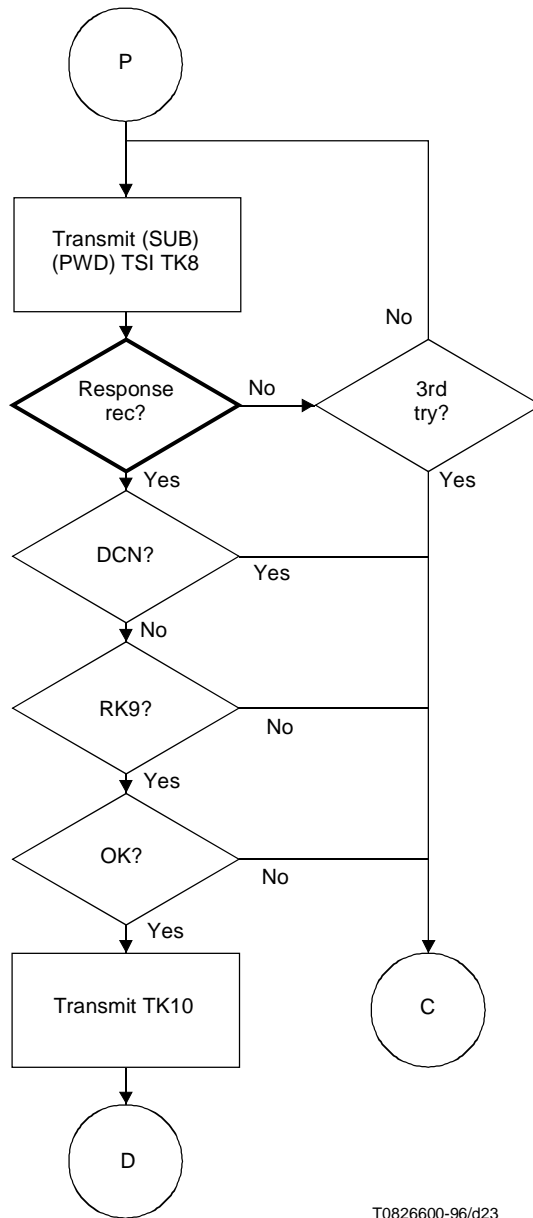 P
Transmit (SUB)
(PWD) TSI TK8
No
Response
rec?
No
3rd
try?
Yes
Yes
DCN?
Yes
No
RK9?
No
Yes
OK?
No
Yes
Transmit TK10
C
D
T0826600-96/d23